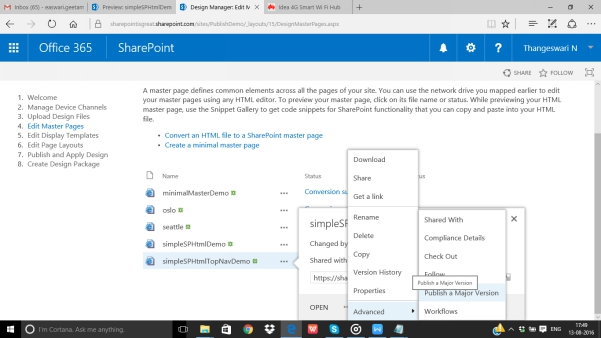 Inbox (65) - easwari.geetam
Preview: simpleSPHtmlDem
Design Manager: Edit M
Idea 4G Smart Wi Fi Hub
sharepointisgreat.sharepoint.com/sites/PublishDemo/_layouts/15/DesignMasterPages.aspx
Office 365
SharePoint
Thangeswari N
SHARE
FOLLOW
1. Welcome
2. Manage Device Channels
3. Upload Design Files
4. Edit Master Pages
5. Edit Display Templates
6. Edit Page Layouts
7. Publish and Apply Design
8. Create Design Package
A master page defines common elements across all the pages of your site. You can use the network drive you mapped earlier to edit
your master pages using any HTML editor. To preview your master page, click on its file name or status. While previewing your HTML
master page, use the Snippet Gallery to get code snippets for SharePoint functionality that you can copy and paste into your HTML
file.
Convert an HTML file to a SharePoint master page
Create a minimal master page
Name
Status
tus
minimalMasterDemo
Conversion su
oslo
seattle
simpleSPHtmlDemo
simpleSPHtmlTopNavDemo
simpleSP
Changed by
Shared with
https://sha
OPEN
Download
Share
Get a link
Rename
Delete
Copy
Version History
Properties
Advanced
Shared With
Compliance Details
Check Out
Follow
Publish a Major Version
Publish a Major Version
Workflows
I'm Cortana. Ask me anything.
ENG
17:49
13-08-2016